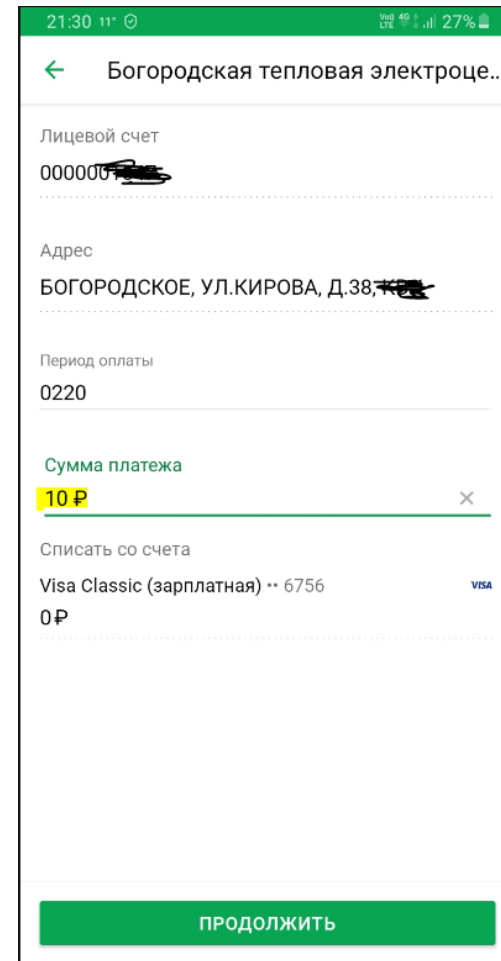 21:30 11° 27%
Богородская тепловая электроце..
Лицевой счет
000000
Адрес
БОГОРОДСКОЕ, УЛ.КИРОВА, Д.38,
Период оплаты
0220
Сумма платежа
10 ₽
Списать со счета
Visa Classic (зарплатная) •• 6756 VISA
0 ₽
ПРОДОЛЖИТЬ